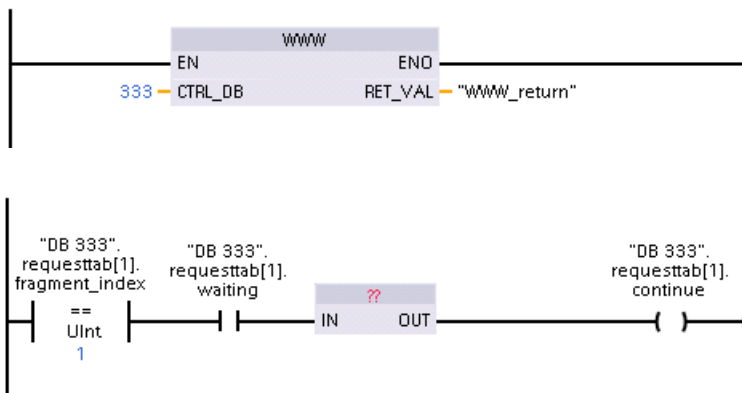 WWW
EN ENO
333 CTRL_DB RET_VAL "WWW_return"
"DB 333".
requesttab[1].
fragment_index
==
UInt
1
"DB 333".
requesttab[1].
waiting
??
IN OUT
"DB 333".
requesttab[1].
continue